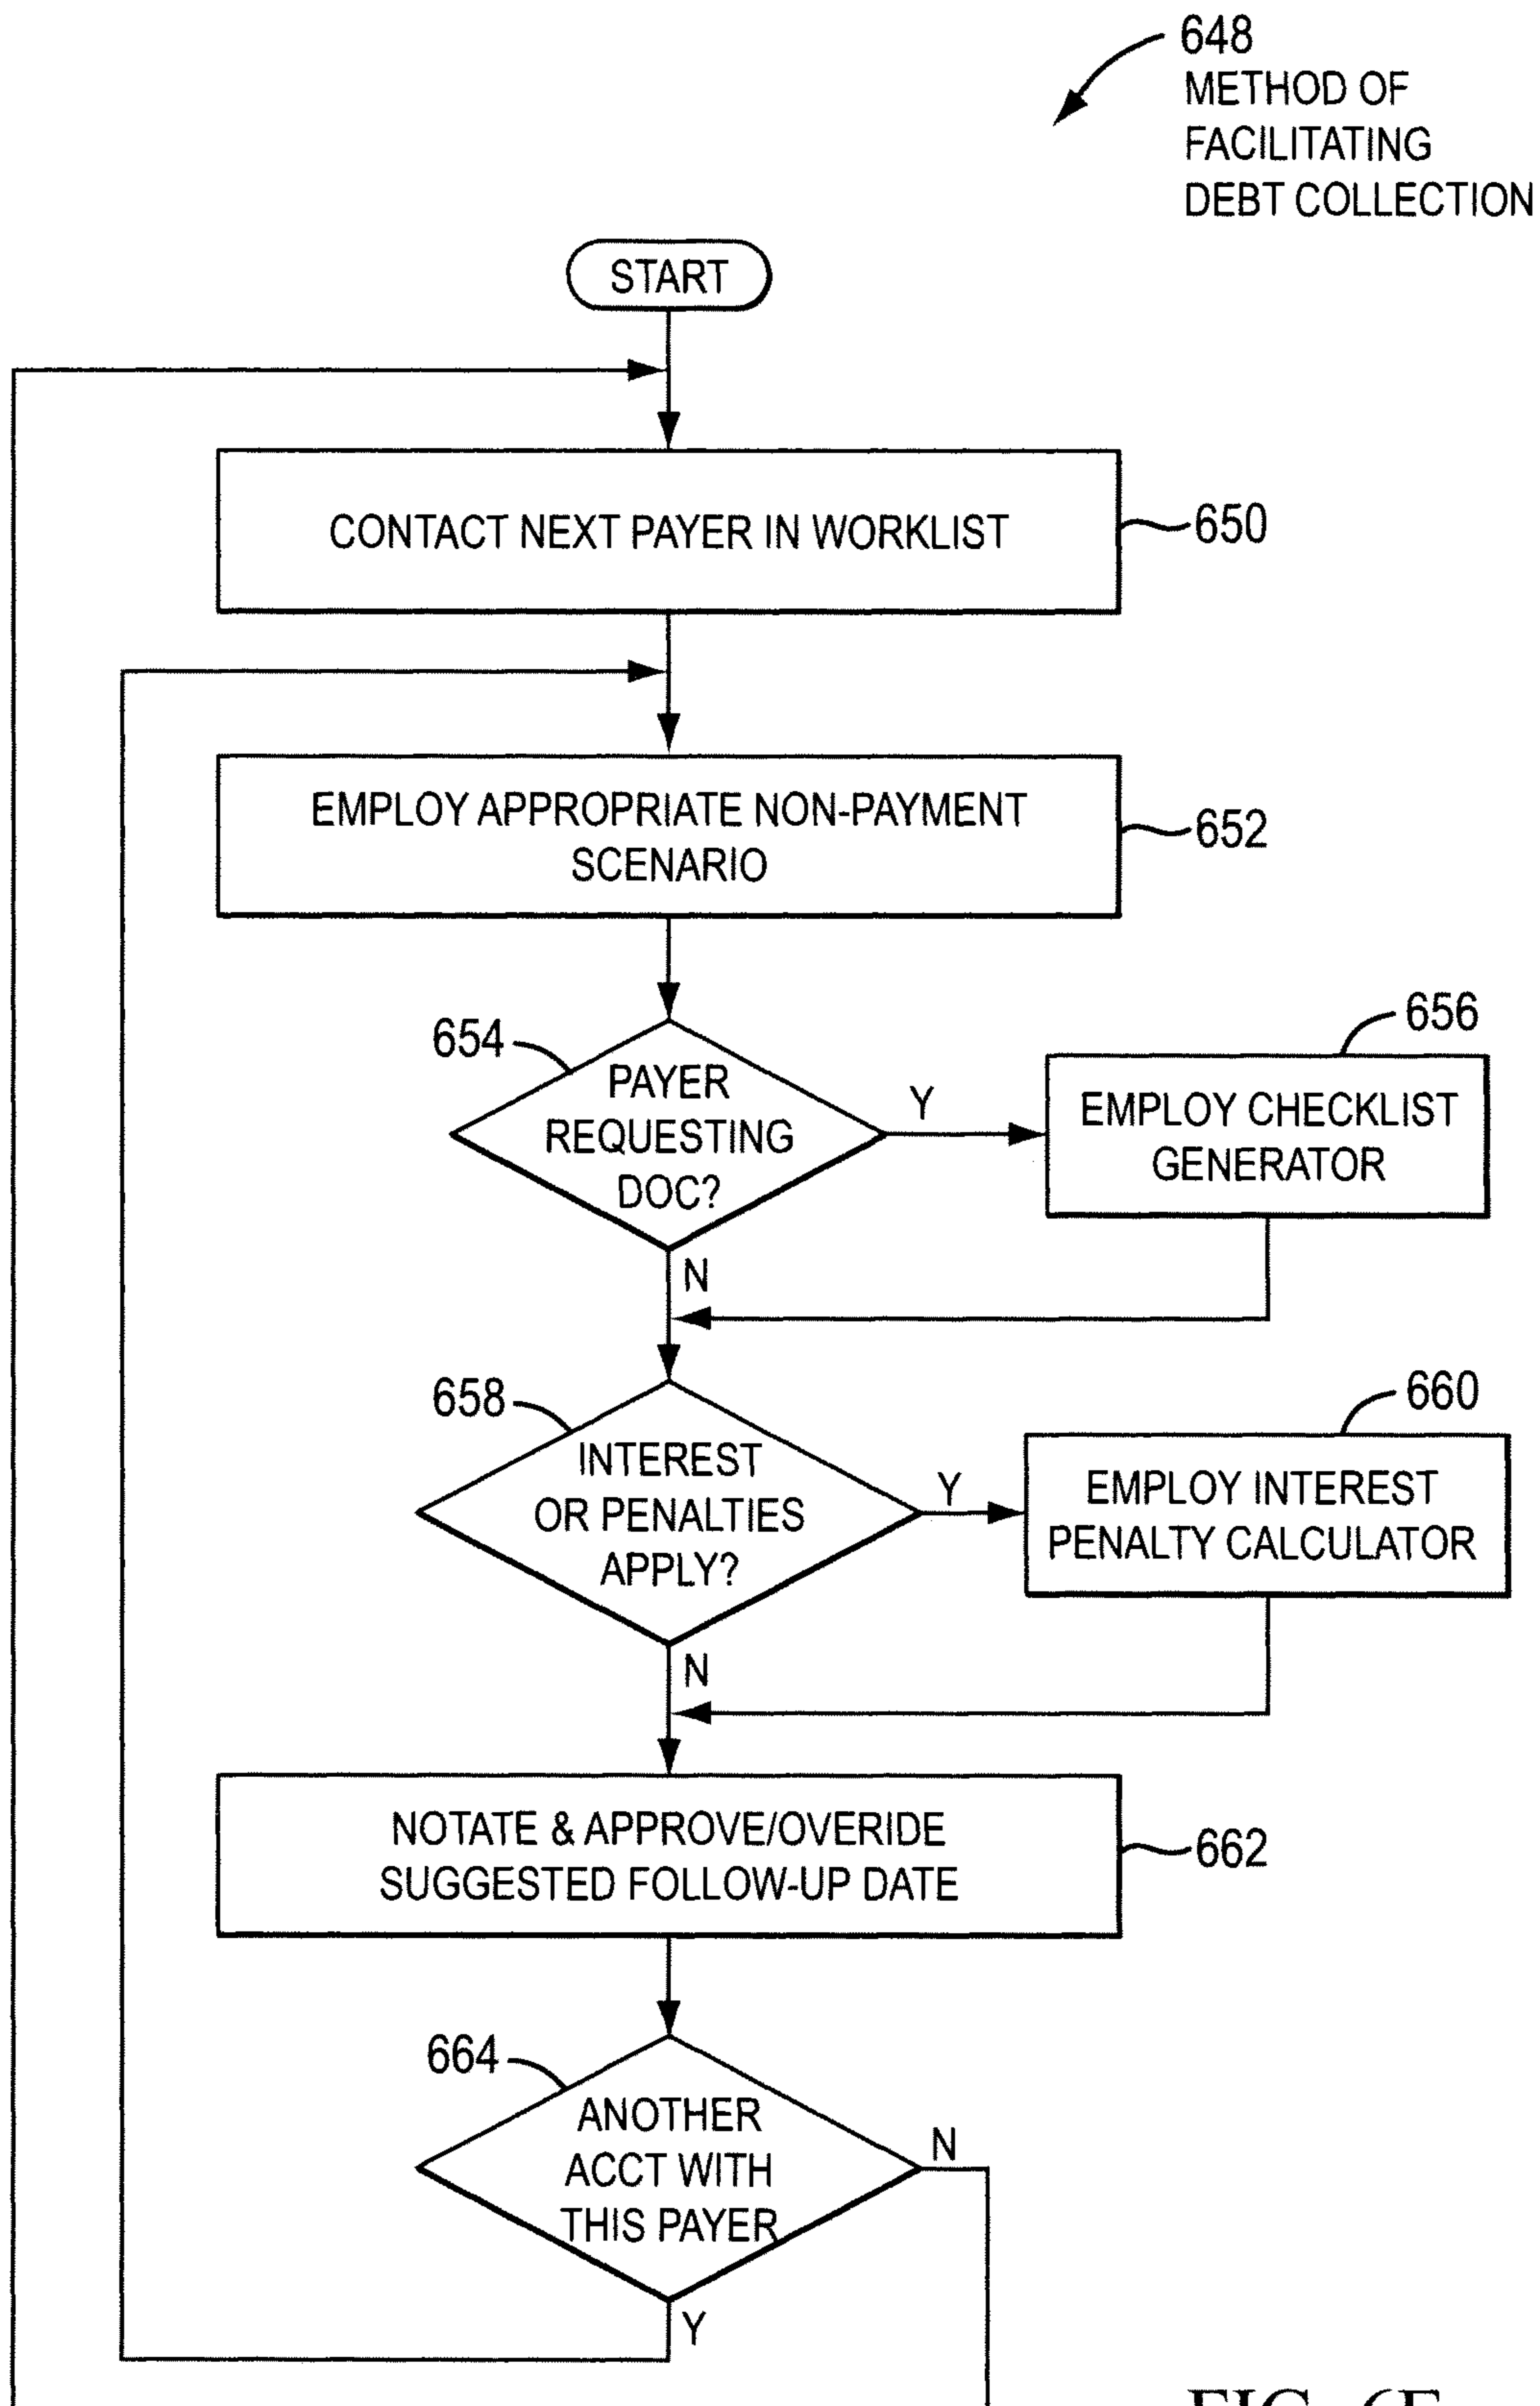 648
METHOD OF
FACILITATING
DEBT COLLECTION
START
CONTACT NEXT PAYER IN WORKLIST
650
EMPLOY APPROPRIATE NON-PAYMENT
SCENARIO
652
654
PAYER
REQUESTING
DOC?
Y
N
656
EMPLOY CHECKLIST
GENERATOR
658
INTEREST
OR PENALTIES
APPLY?
Y
N
660
EMPLOY INTEREST
PENALTY CALCULATOR
NOTATE & APPROVE/OVERIDE
SUGGESTED FOLLOW-UP DATE
662
664
ANOTHER
ACCT WITH
THIS PAYER
N
Y